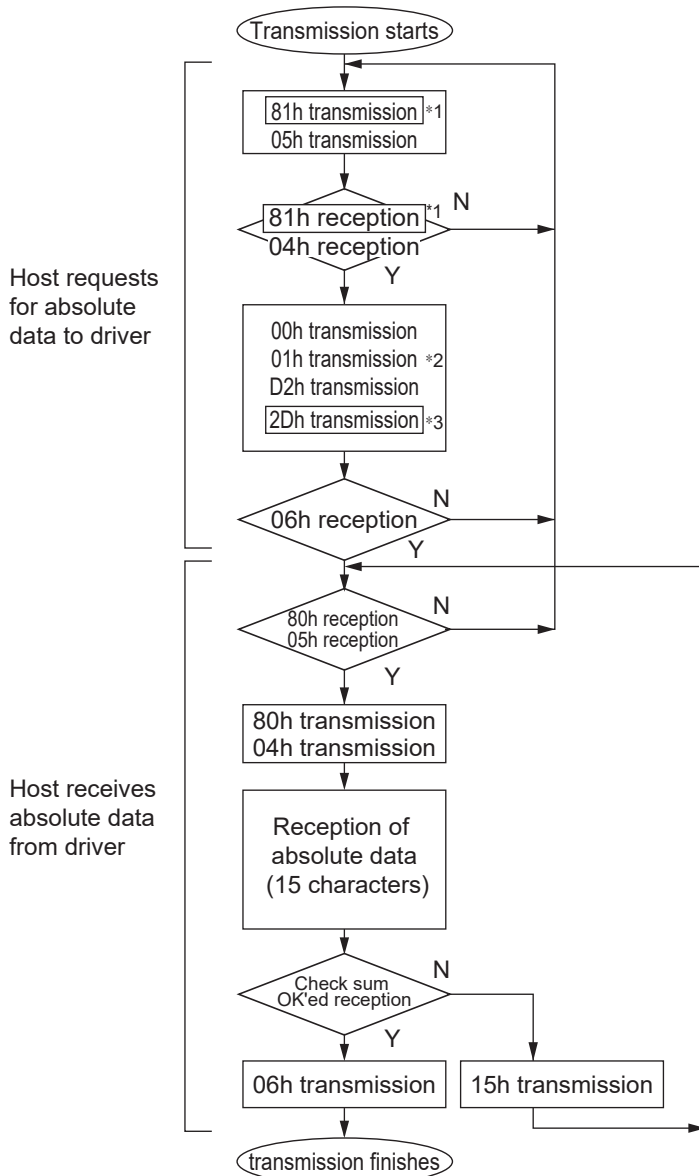 Transmission starts
81h transmission *1
05h transmission
81h reception *1
N
04h reception
Y
Host requests
for absolute
data to driver
00h transmission
01h transmission *2
D2h transmission
2Dh transmission *3
N
06h reception
Y
N
80h reception
05h reception
Y
80h transmission
04h transmission
Host receives
absolute data
from driver
Reception of
absolute data
(15 characters)
N
Check sum
OK'ed reception
Y
06h transmission
15h transmission
transmission finishes